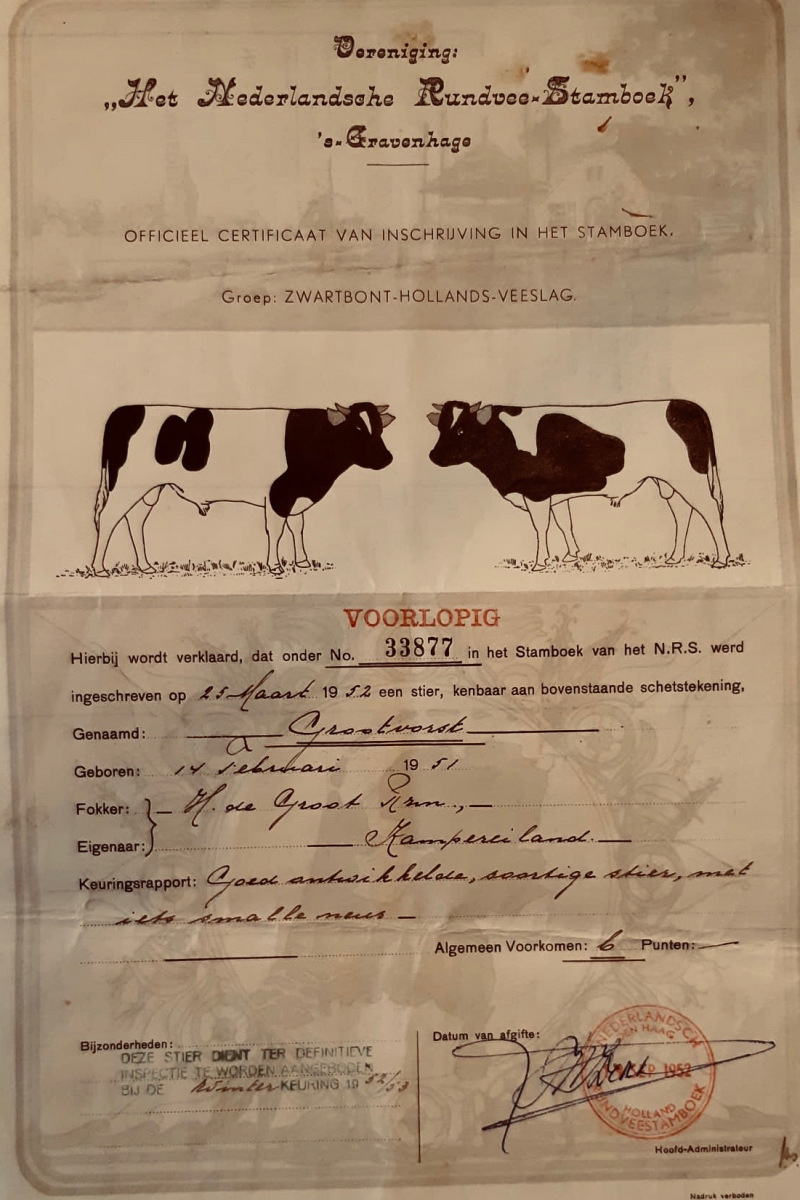 Vereniging:
„Het Nederlandsche Rundvee-Stamboek”,
's-Gravenhage
OFFICIEEL CERTIFICAAT VAN INSCHRIJVING IN HET STAMBOEK.
Groep: ZWARTBONT-HOLLANDS-VEESLAG.
VOORLOPIG
Hierbij wordt verklaard, dat onder No. 33877 in het Stamboek van het N.R.S. werd
ingeschreven op 25 Maart 1952 een stier, kenbaar aan bovenstaande schetstekening,
Genaamd: Grootvorst
Geboren: 14 Februari 1951
Fokker: H. de Groot
Eigenaar: Kampereiland.
Keuringsrapport: Goed ontwikkelde, soortige stier, met
iets smalle neus
Algemeen Voorkomen: 6 Punten:
Bijzonderheden:
DEZE STIER DIENT TER DEFINITIEVE
INSPECTIE TE WORDEN AANGEBODEN
BIJ DE Winter KEURING 1952/53
Datum van afgifte:
NEDERLANDSCH
DEN HAAG
1952
HOLLAND
RUNDVEESTAMBOEK
Hoofd-Administrateur
Nadruk verboden